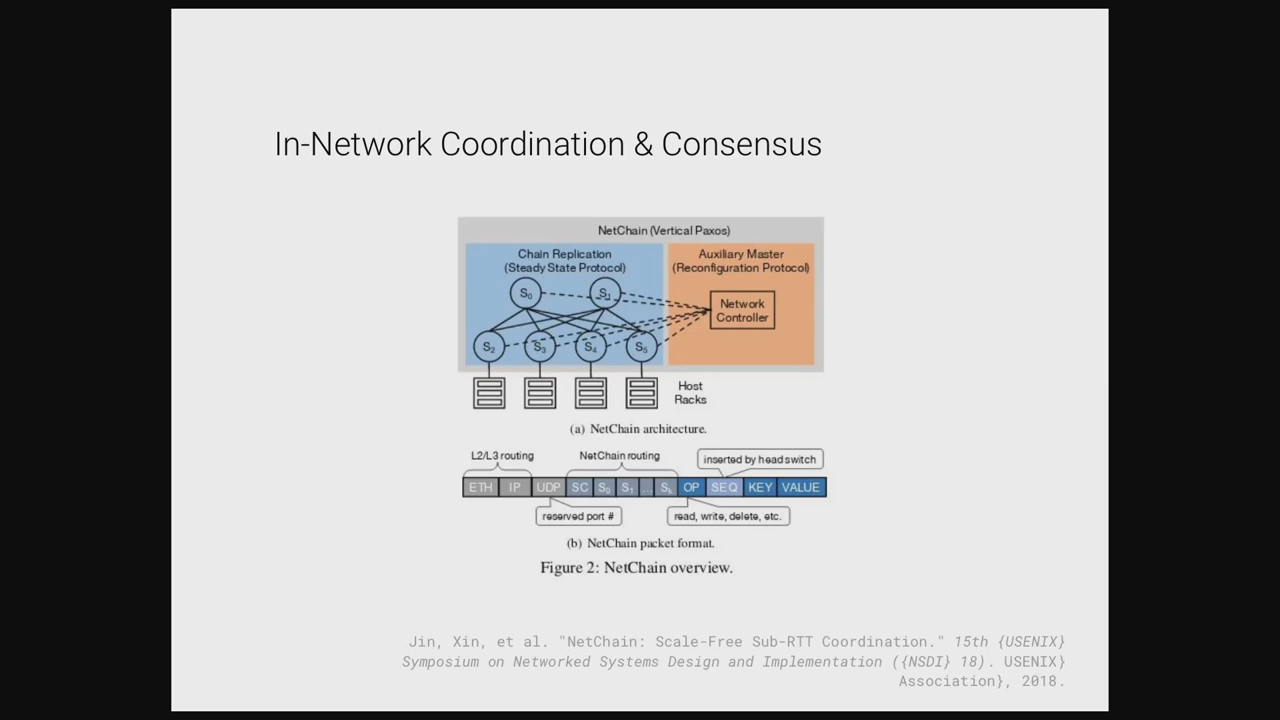 In-Network Coordination & Consensus
NetChain (Vertical Paxos)
Chain Replication
(Steady State Protocol)
Auxiliary Master
(Reconfiguration Protocol)
S0
S1
Network
Controller
S2
S3
S4
S5
Host
Racks
(a) NetChain architecture.
L2/L3 routing
NetChain routing
inserted by head switch
ETH IP UDP SC S0 S1 ... Sk OP SEQ KEY VALUE
reserved port #
read, write, delete, etc.
(b) NetChain packet format.
Figure 2: NetChain overview.
Jin, Xin, et al. "NetChain: Scale-Free Sub-RTT Coordination." 15th {USENIX}
Symposium on Networked Systems Design and Implementation ({NSDI} 18). USENIX}
Association}, 2018.